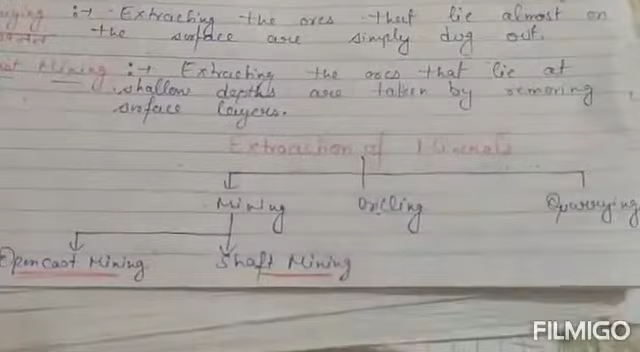 :→ Extracting the ores that lie almost on
the surface are simply dug out.
Mining :→ Extracting the ores that lie at
shallow depths are taken by removing
surface layers.
Extraction of Minerals
Mining Drilling Quarrying
Opencast Mining Shaft Mining
FILMIGO